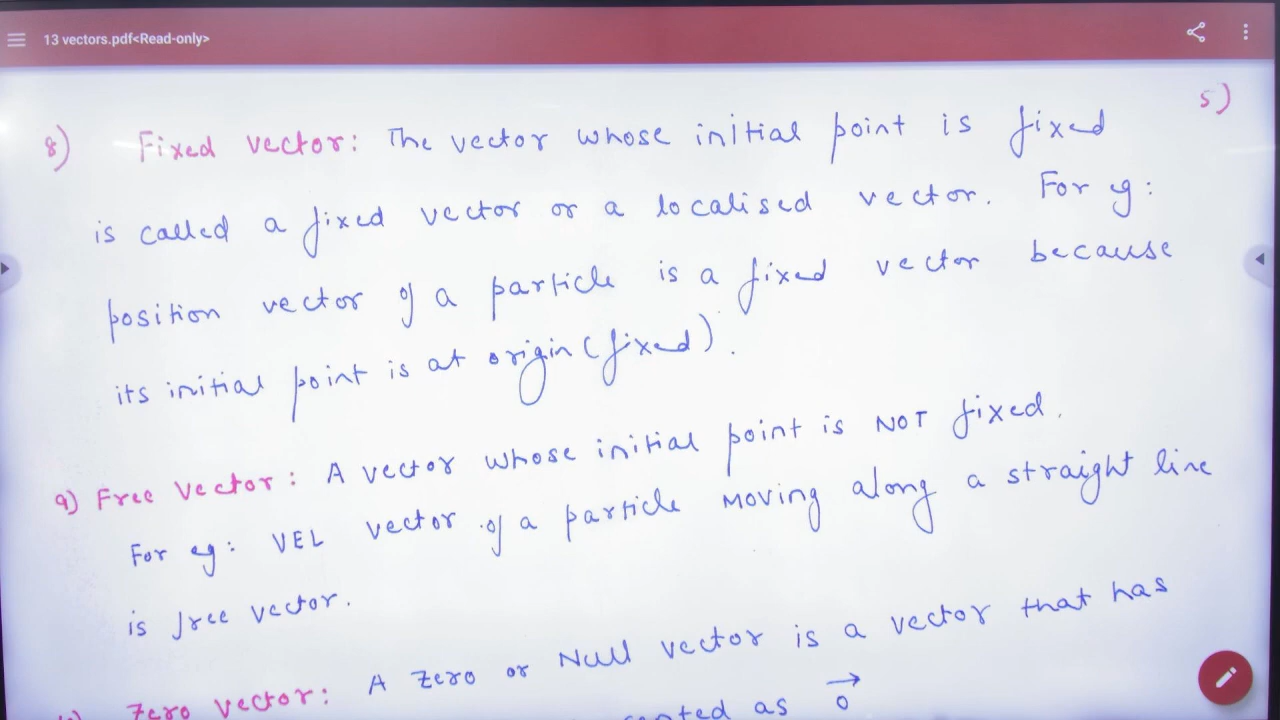 13 vectors.pdf<Read-only>
5)
8) Fixed vector: The vector whose initial point is fixed
is called a fixed vector or a localised vector. For eg:
position vector of a particle is a fixed vector because
its initial point is at origin (fixed).
9) Free vector: A vector whose initial point is NOT fixed.
For eg: VEL vector of a particle moving along a straight line
is free vector.
Zero vector: A zero or Null vector is a vector that has
as →0